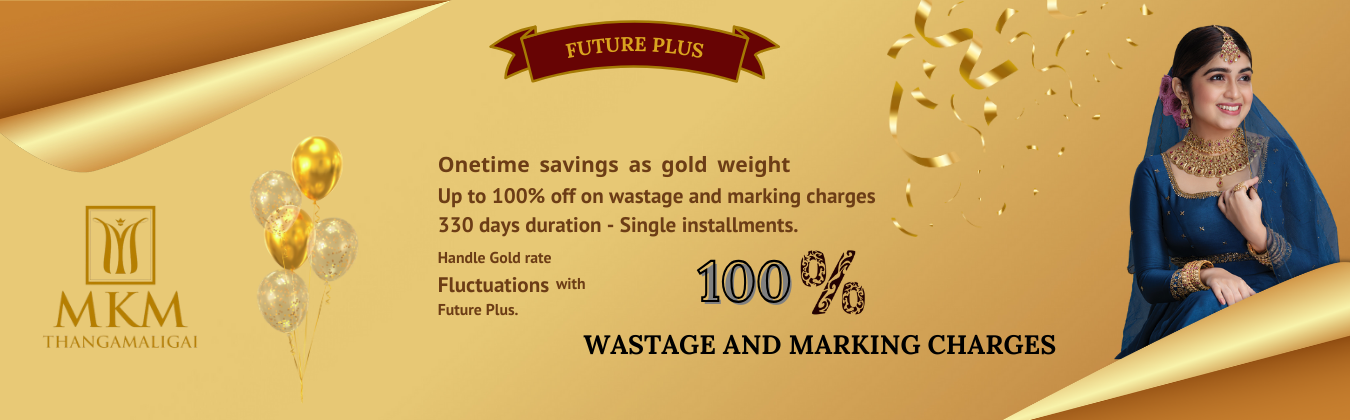 FUTURE PLUS
Onetime savings as gold weight
Up to 100% off on wastage and marking charges
330 days duration - Single installments.
Handle Gold rate
Fluctuations with
Future Plus.
100%
WASTAGE AND MARKING CHARGES
MKM
THANGAMALIGAI